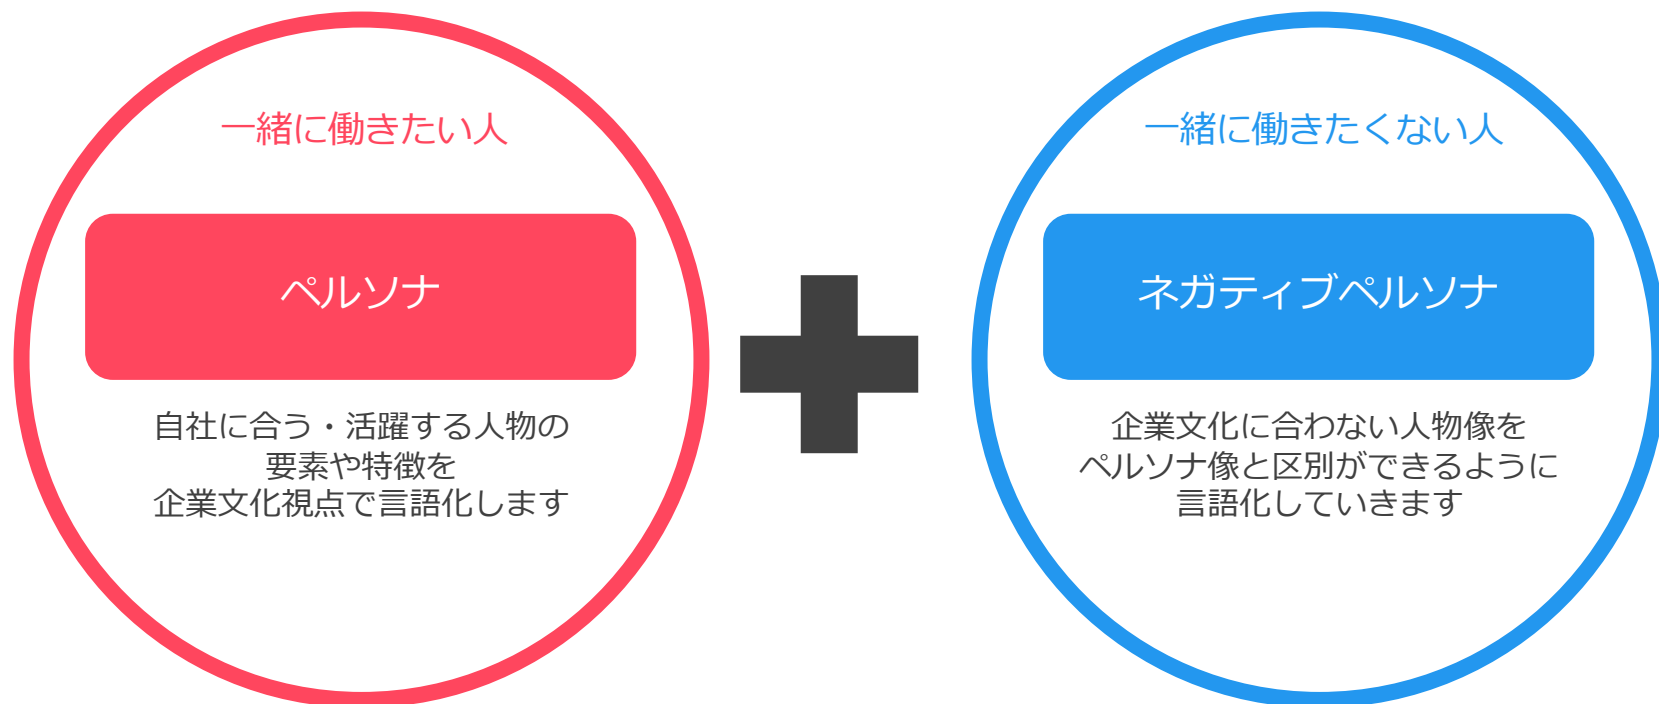 一緒に働きたい人
ペルソナ
自社に合う・活躍する人物の
要素や特徴を
企業文化視点で言語化します
一緒に働きたくない人
ネガティブペルソナ
企業文化に合わない人物像を
ペルソナ像と区別ができるように
言語化していきます